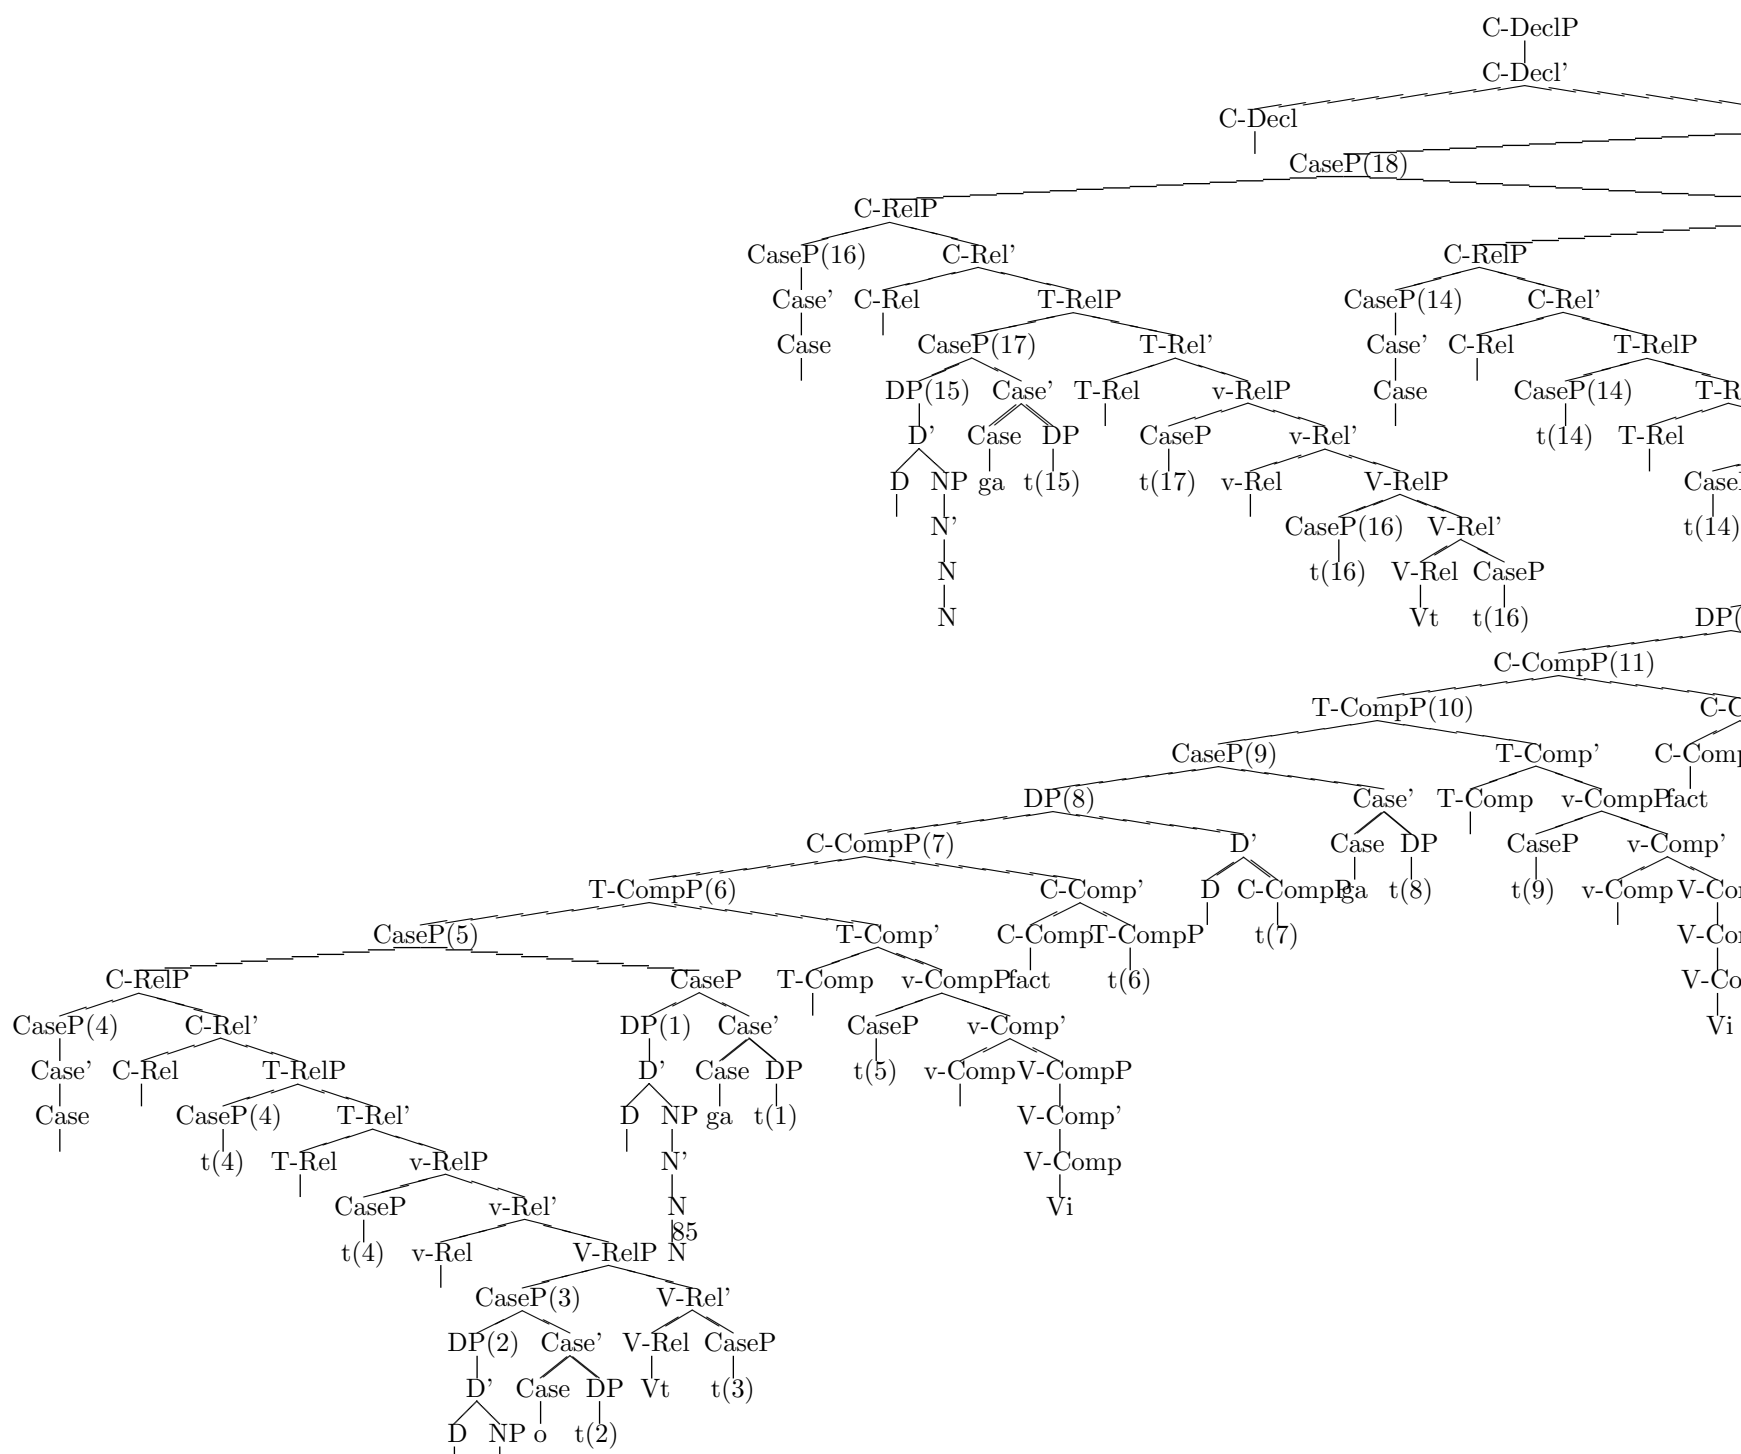 C-DeclP
C-Decl’
C-Decl
CaseP(18)
C-RelP
CaseP(16) C-Rel’ C-RelP
Case’ C-Rel T-RelP CaseP(14) C-Rel’
Case CaseP(17) T-Rel’ Case’ C-Rel T-RelP
DP(15) Case’ T-Rel v-RelP Case CaseP(14)
D’ Case DP CaseP v-Rel’ t(14) T-Rel
D NP ga t(15) t(17) v-Rel V-RelP
N’ CaseP(16) V-Rel’ t(14)
N t(16) V-Rel CaseP
N Vt t(16)
C-CompP(11)
T-CompP(10)
CaseP(9) T-Comp’
DP(8) Case’ T-Comp v-CompP fact
C-CompP(7) D’ Case DP CaseP v-Comp’
T-CompP(6) C-Comp’ D C-CompP ga t(8) t(9) v-Comp
CaseP(5) T-Comp’ C-Comp T-CompP t(7)
C-RelP CaseP T-Comp v-CompP fact t(6)
CaseP(4) C-Rel’ DP(1) Case’ CaseP v-Comp’ Vi
Case’ C-Rel T-RelP D’ Case DP t(5) v-Comp V-CompP
Case CaseP(4) T-Rel’ D NP ga t(1) V-Comp’
t(4) T-Rel v-RelP N’ V-Comp
CaseP v-Rel’ N Vi
85
t(4) v-Rel V-RelP N
CaseP(3) V-Rel’
DP(2) Case’ V-Rel CaseP
D’ Case DP Vt t(3)
D NP o t(2)